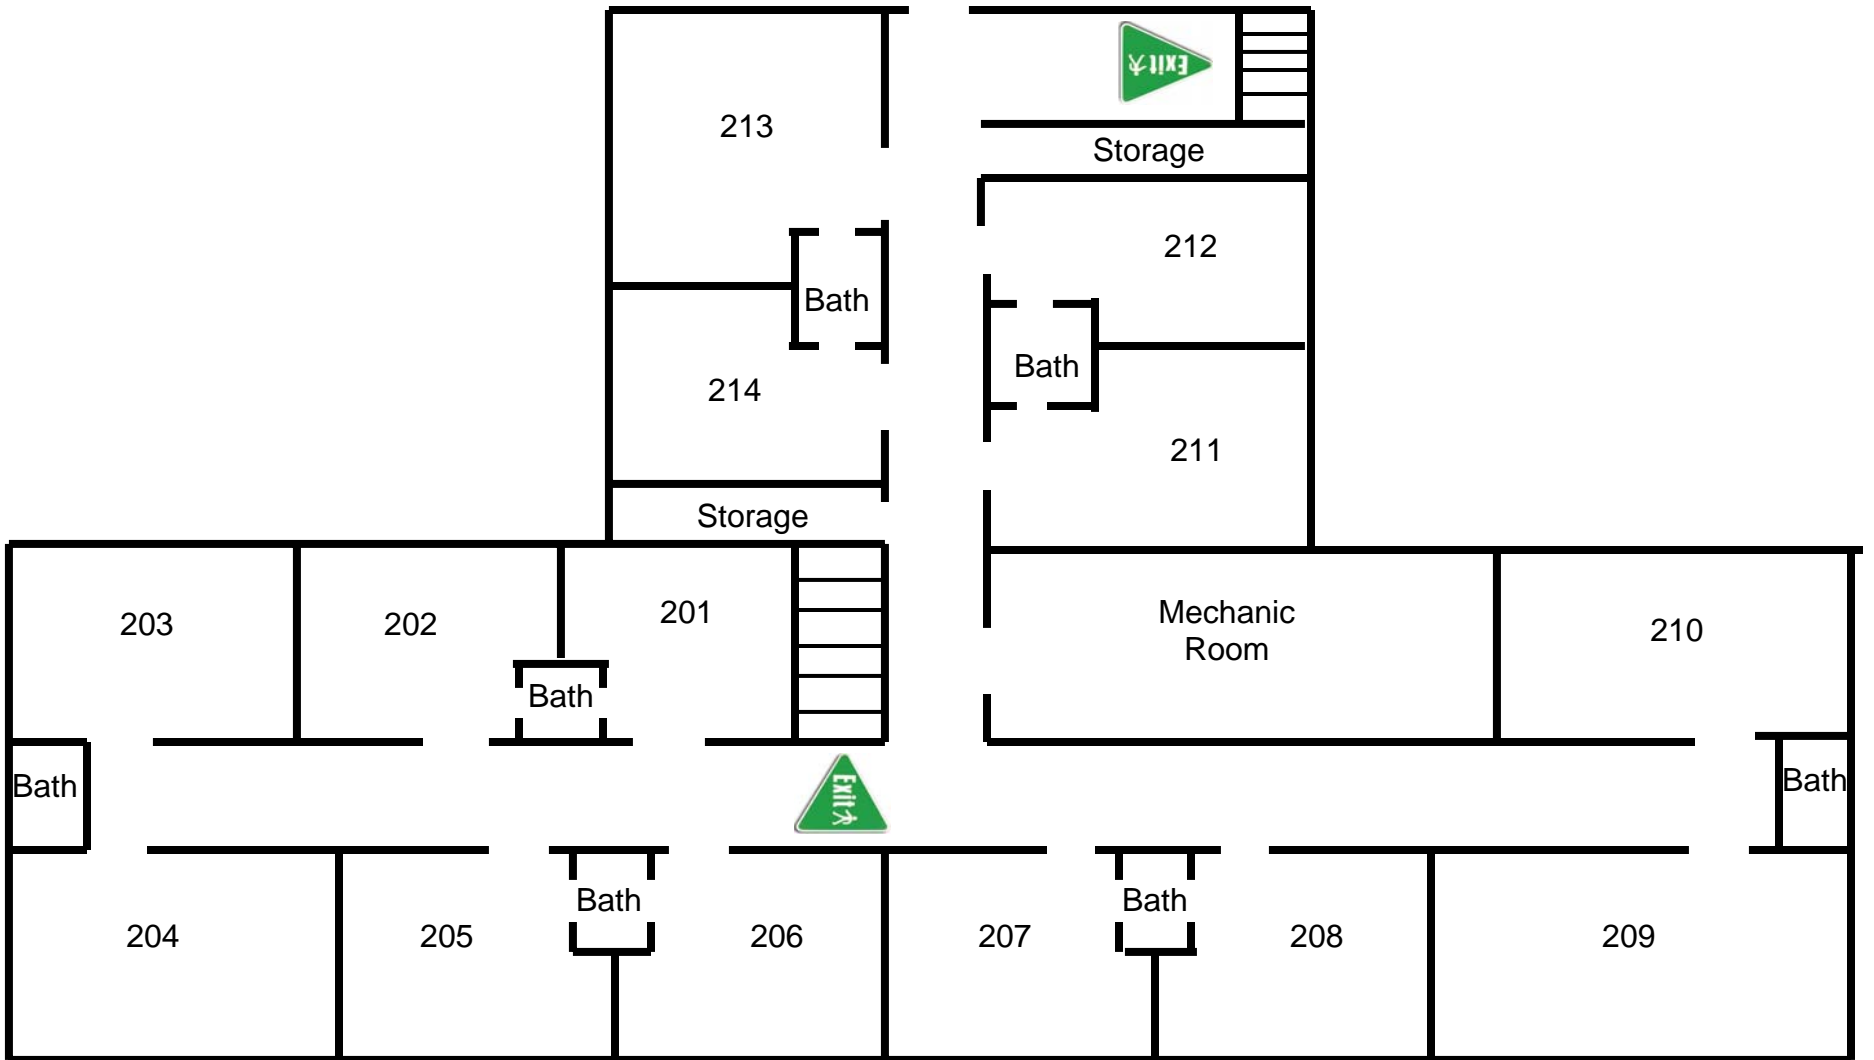 Exit
213
Storage
212
Bath
Bath
214
211
Storage
203
202
201
Mechanic
Room
210
Bath
Bath
Bath
Exit
Bath
Bath
204
205
206
207
208
209